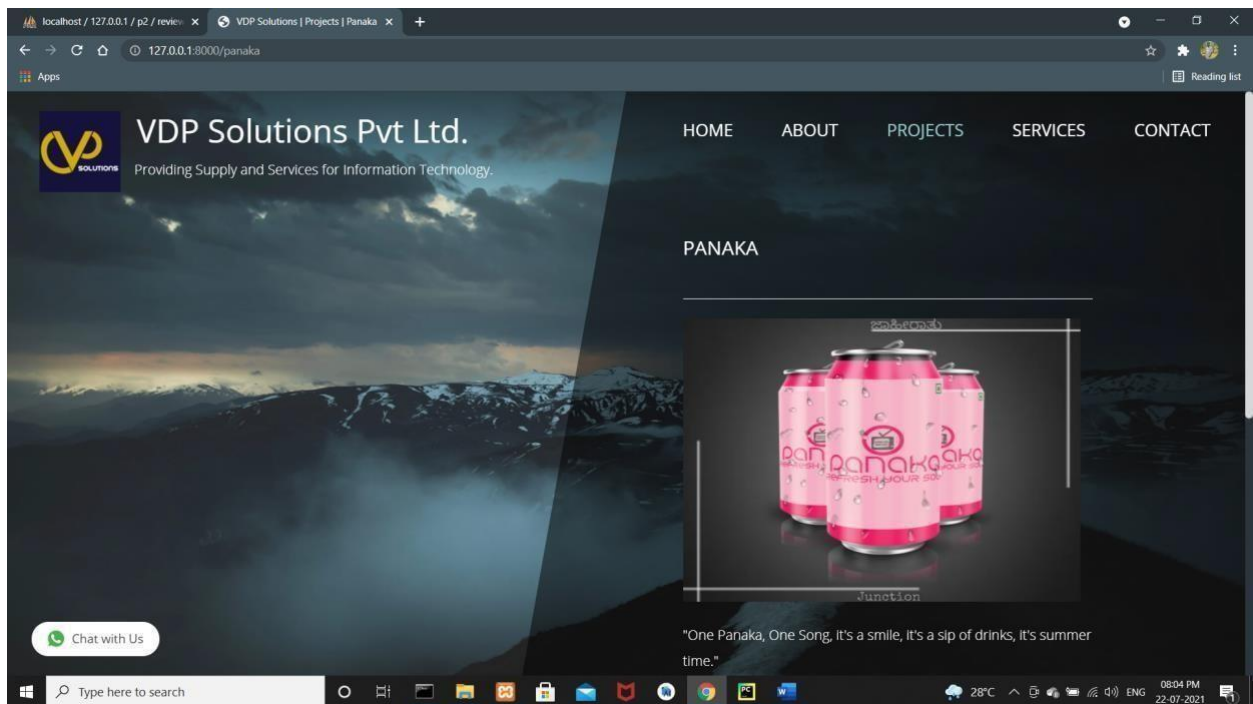 localhost / 127.0.0.1 / p2 / review
VDP Solutions | Projects | Panaka
127.0.0.1:8000/panaka
Apps
Reading list
SOLUTIONS
VDP Solutions Pvt Ltd.
Providing Supply and Services for Information Technology.
HOME ABOUT PROJECTS SERVICES CONTACT
PANAKA
ಜಾಹೀರಾತು
panaka
REFRESH YOUR
Junction
"One Panaka, One Song, it's a smile, it's a sip of drinks, it's summer
time."
Chat with Us
Type here to search
28°C
ENG
08:04 PM
22-07-2021